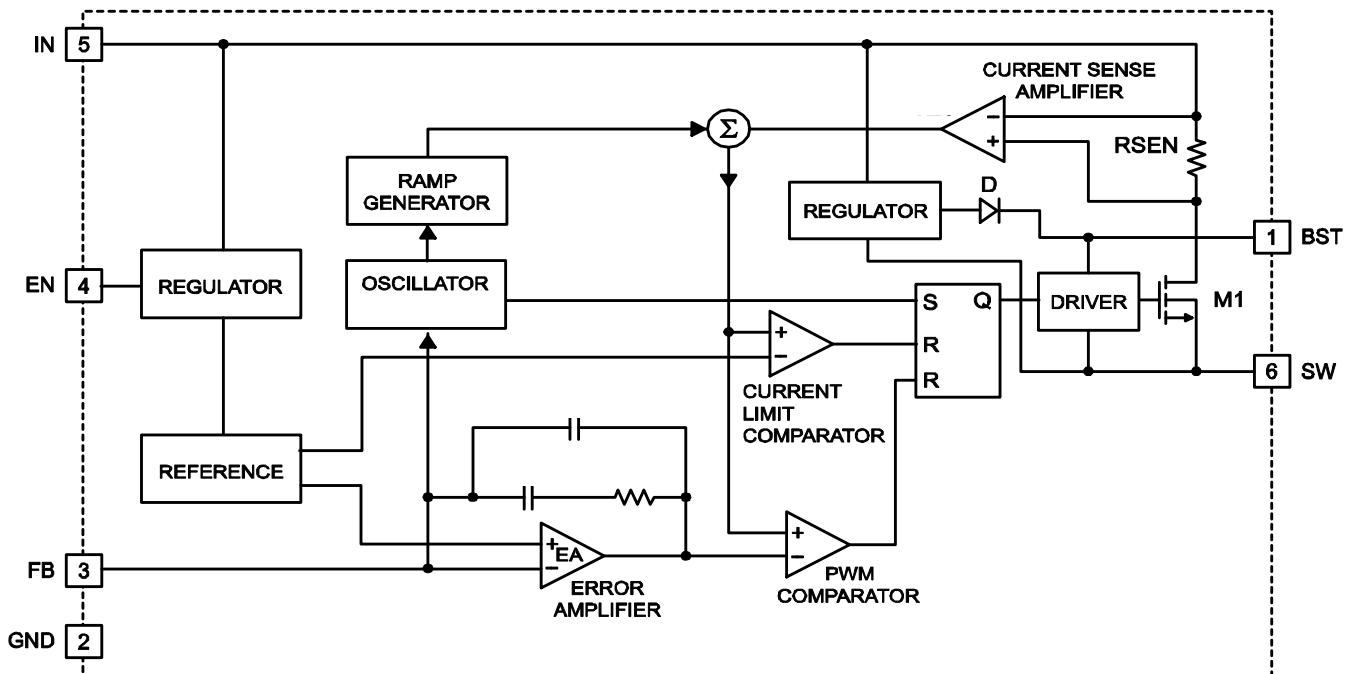 IN 5
CURRENT SENSE
AMPLIFIER
Σ
−
+
RSEN
RAMP
GENERATOR
D
REGULATOR
1 BST
EN 4
REGULATOR
OSCILLATOR
S Q
DRIVER
M1
+
−
R
R
6 SW
CURRENT
LIMIT
COMPARATOR
REFERENCE
+
EA
−
+
−
FB 3
ERROR
AMPLIFIER
PWM
COMPARATOR
GND 2